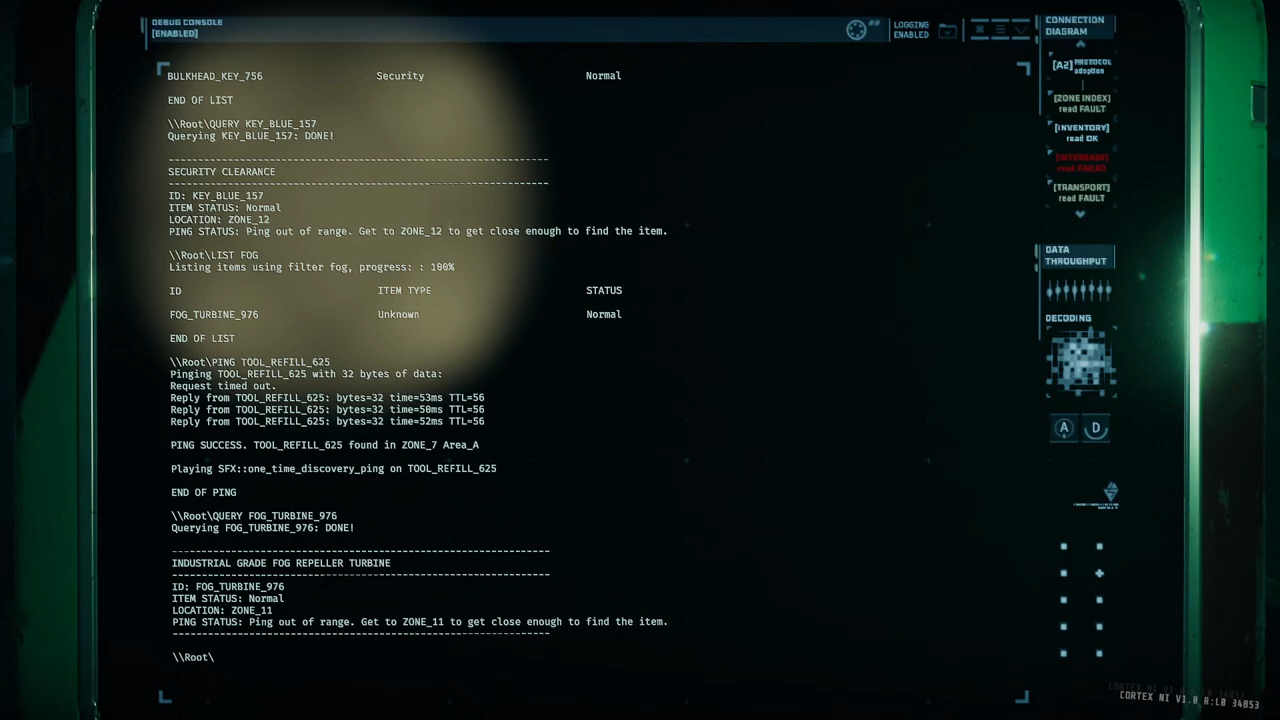 DEBUG CONSOLE
[ENABLED]
LOGGING
ENABLED
BULKHEAD_KEY_756 Security Normal
END OF LIST
\\Root\QUERY KEY_BLUE_157
Querying KEY_BLUE_157: DONE!
----------------------------------------------------------------
SECURITY CLEARANCE
----------------------------------------------------------------
ID: KEY_BLUE_157
ITEM STATUS: Normal
LOCATION: ZONE_12
PING STATUS: Ping out of range. Get to ZONE_12 to get close enough to find the item.
\\Root\LIST FOG
Listing items using filter fog, progress: : 100%
ID ITEM TYPE STATUS
FOG_TURBINE_976 Unknown Normal
END OF LIST
\\Root\PING TOOL_REFILL_625
Pinging TOOL_REFILL_625 with 32 bytes of data:
Request timed out.
Reply from TOOL_REFILL_625: bytes=32 time=53ms TTL=56
Reply from TOOL_REFILL_625: bytes=32 time=50ms TTL=56
Reply from TOOL_REFILL_625: bytes=32 time=52ms TTL=56
PING SUCCESS. TOOL_REFILL_625 found in ZONE_7 Area_A
Playing SFX::one_time_discovery_ping on TOOL_REFILL_625
END OF PING
\\Root\QUERY FOG_TURBINE_976
Querying FOG_TURBINE_976: DONE!
----------------------------------------------------------------
INDUSTRIAL GRADE FOG REPELLER TURBINE
----------------------------------------------------------------
ID: FOG_TURBINE_976
ITEM STATUS: Normal
LOCATION: ZONE_11
PING STATUS: Ping out of range. Get to ZONE_11 to get close enough to find the item.
----------------------------------------------------------------
\\Root\
CONNECTION
DIAGRAM
[A2] PROTOCOL
adoption
[ZONE INDEX]
read FAULT
[INVENTORY]
read OK
read FAILED
[TRANSPORT]
read FAULT
DATA
THROUGHPUT
DECODING
A D
CORTEX NI V1.0 R:L0 34853